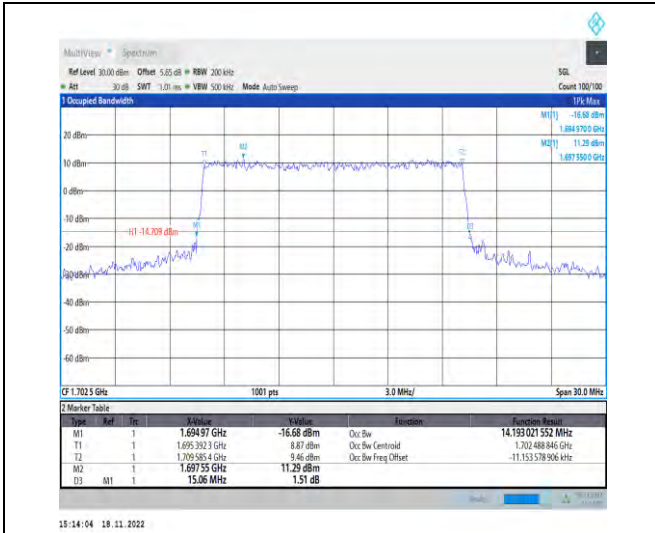 MultiView Spectrum
Ref Level 30.00 dBm Offset 5.65 dB RBW 200 kHz SGL
Att 30 dB SWT 1.01 ms VBW 500 kHz Mode Auto Sweep Count 100/100
1 Occupied Bandwidth 1Pk Max
M1[1] -16.68 dBm
1.694 970 0 GHz
M2[1] 11.29 dBm
1.697 550 0 GHz
20 dBm
M2
T1
T2
10 dBm
0 dBm
-10 dBm
M1
D3
H1 -14.709 dBm
-20 dBm
-30 dBm
-40 dBm
-50 dBm
-60 dBm
CF 1.702 5 GHz 1001 pts 3.0 MHz/ Span 30.0 MHz
2 Marker Table
Type Ref Trc X-Value Y-Value Function Function Result
M1 1 1.694 97 GHz -16.68 dBm Occ Bw 14.193 021 552 MHz
T1 1 1.695 392 3 GHz 8.87 dBm Occ Bw Centroid 1.702 488 846 GHz
T2 1 1.709 585 4 GHz 9.46 dBm Occ Bw Freq Offset -11.153 578 906 kHz
M2 1 1.697 55 GHz 11.29 dBm
D3 M1 1 15.06 MHz 1.51 dB
15:14:04 18.11.2022